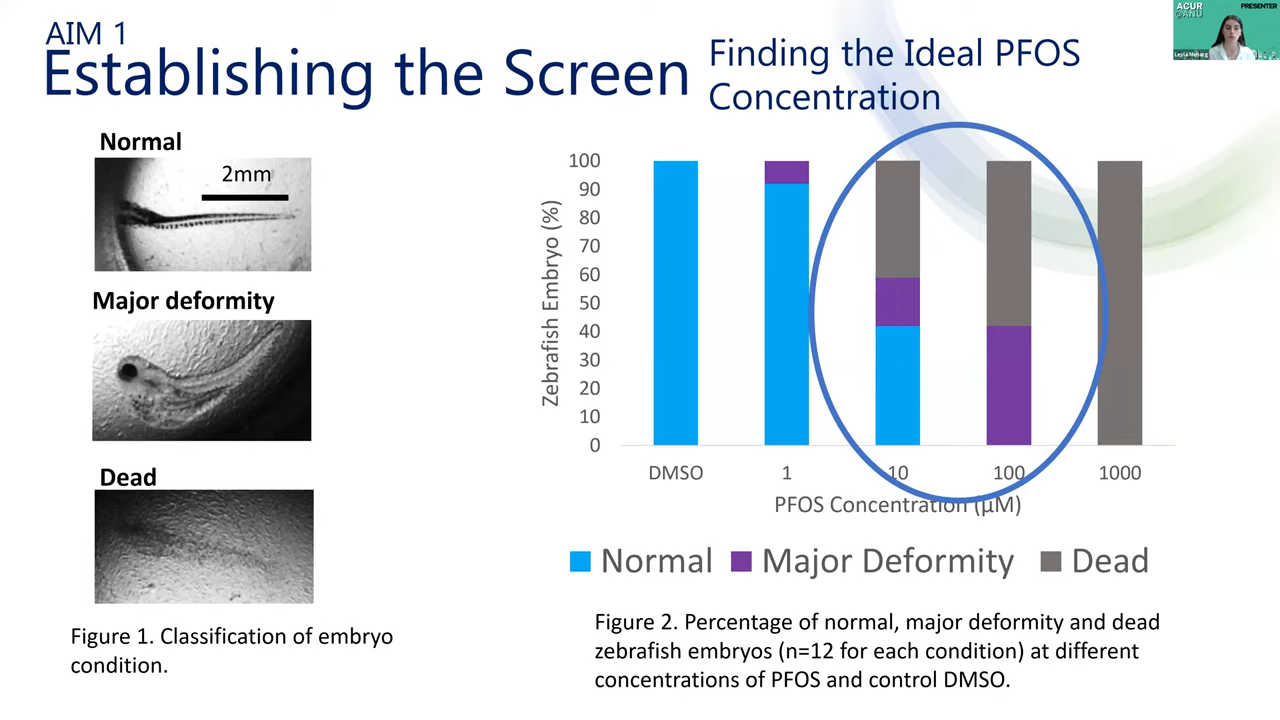 AIM 1
Establishing the Screen
Finding the Ideal PFOS
Concentration
ACUR
@ANU
PRESENTER
Normal
2mm
Major deformity
Dead
Figure 1. Classification of embryo
condition.
Zebrafish Embryo (%)
100
90
80
70
60
50
40
30
20
10
0
DMSO
1
10
100
1000
PFOS Concentration (μM)
Normal
Major Deformity
Dead
Figure 2. Percentage of normal, major deformity and dead
zebrafish embryos (n=12 for each condition) at different
concentrations of PFOS and control DMSO.